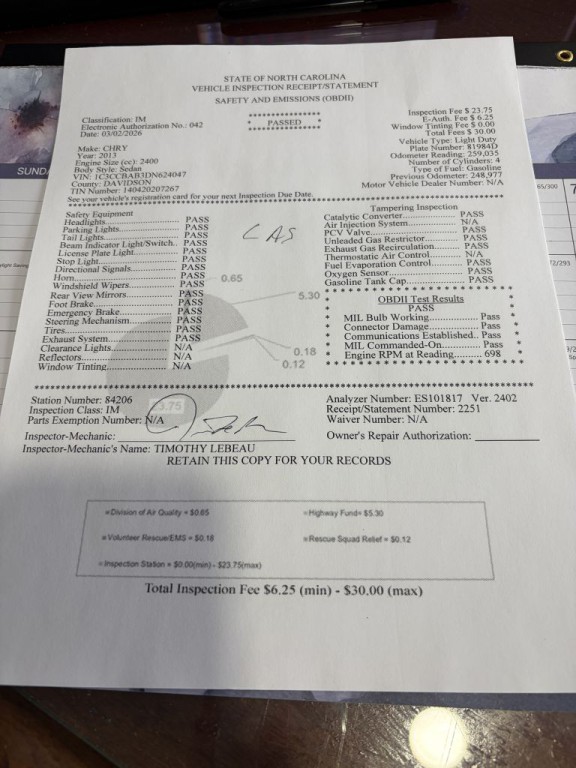 STATE OF NORTH CAROLINA
VEHICLE INSPECTION RECEIPT/STATEMENT
SAFETY AND EMISSIONS (OBDII)
Classification: IM
Electronic Authorization No.: 042
Date: 03/02/2026
****************
* PASSED *
****************
Inspection Fee $ 23.75
E-Auth. Fee $ 6.25
Window Tinting Fee $ 0.00
Total Fees $ 30.00
Vehicle Type: Light Duty
Plate Number: 81984D
Odometer Reading: 259,035
Number of Cylinders: 4
Type of Fuel: Gasoline
Previous Odometer: 248,977
Motor Vehicle Dealer Number: N/A
Make: CHRY
Year: 2013
Engine Size (cc): 2400
Body Style: Sedan
VIN: 1C3CCBAB3DN624047
County: DAVIDSON
TIN Number: 140420207267
See your vehicle's registration card for your next Inspection Due Date.
Safety Equipment
Headlights PASS
Parking Lights PASS
Tail Lights PASS
Beam Indicator Light/Switch.. PASS
License Plate Light PASS
Stop Light PASS
Directional Signals PASS
Horn PASS
Windshield Wipers PASS
Rear View Mirrors PASS
Foot Brake PASS
Emergency Brake PASS
Steering Mechanism PASS
Tires PASS
Exhaust System PASS
Clearance Lights N/A
Reflectors N/A
Window Tinting N/A
CAS
Tampering Inspection
Catalytic Converter PASS
Air Injection System N/A
PCV Valve PASS
Unleaded Gas Restrictor PASS
Exhaust Gas Recirculation PASS
Thermostatic Air Control N/A
Fuel Evaporation Control PASS
Oxygen Sensor PASS
Gasoline Tank Cap PASS
OBDII Test Results
PASS
MIL Bulb Working Pass
Connector Damage Pass
Communications Established.. Pass
MIL Commanded-On Pass
Engine RPM at Reading 698
0.65
5.30
0.18
0.12
23.75
Station Number: 84206
Inspection Class: IM
Parts Exemption Number: N/A
Inspector-Mechanic:
Inspector-Mechanic's Name: TIMOTHY LEBEAU
Analyzer Number: ES101817 Ver. 2402
Receipt/Statement Number: 2251
Waiver Number: N/A
Owner's Repair Authorization:
RETAIN THIS COPY FOR YOUR RECORDS
Division of Air Quality = $0.65
Highway Fund= $5.30
Volunteer Rescue/EMS = $0.18
Rescue Squad Relief = $0.12
Inspection Station = $0.00(min) - $23.75(max)
Total Inspection Fee $6.25 (min) - $30.00 (max)
SUND
65/300
7